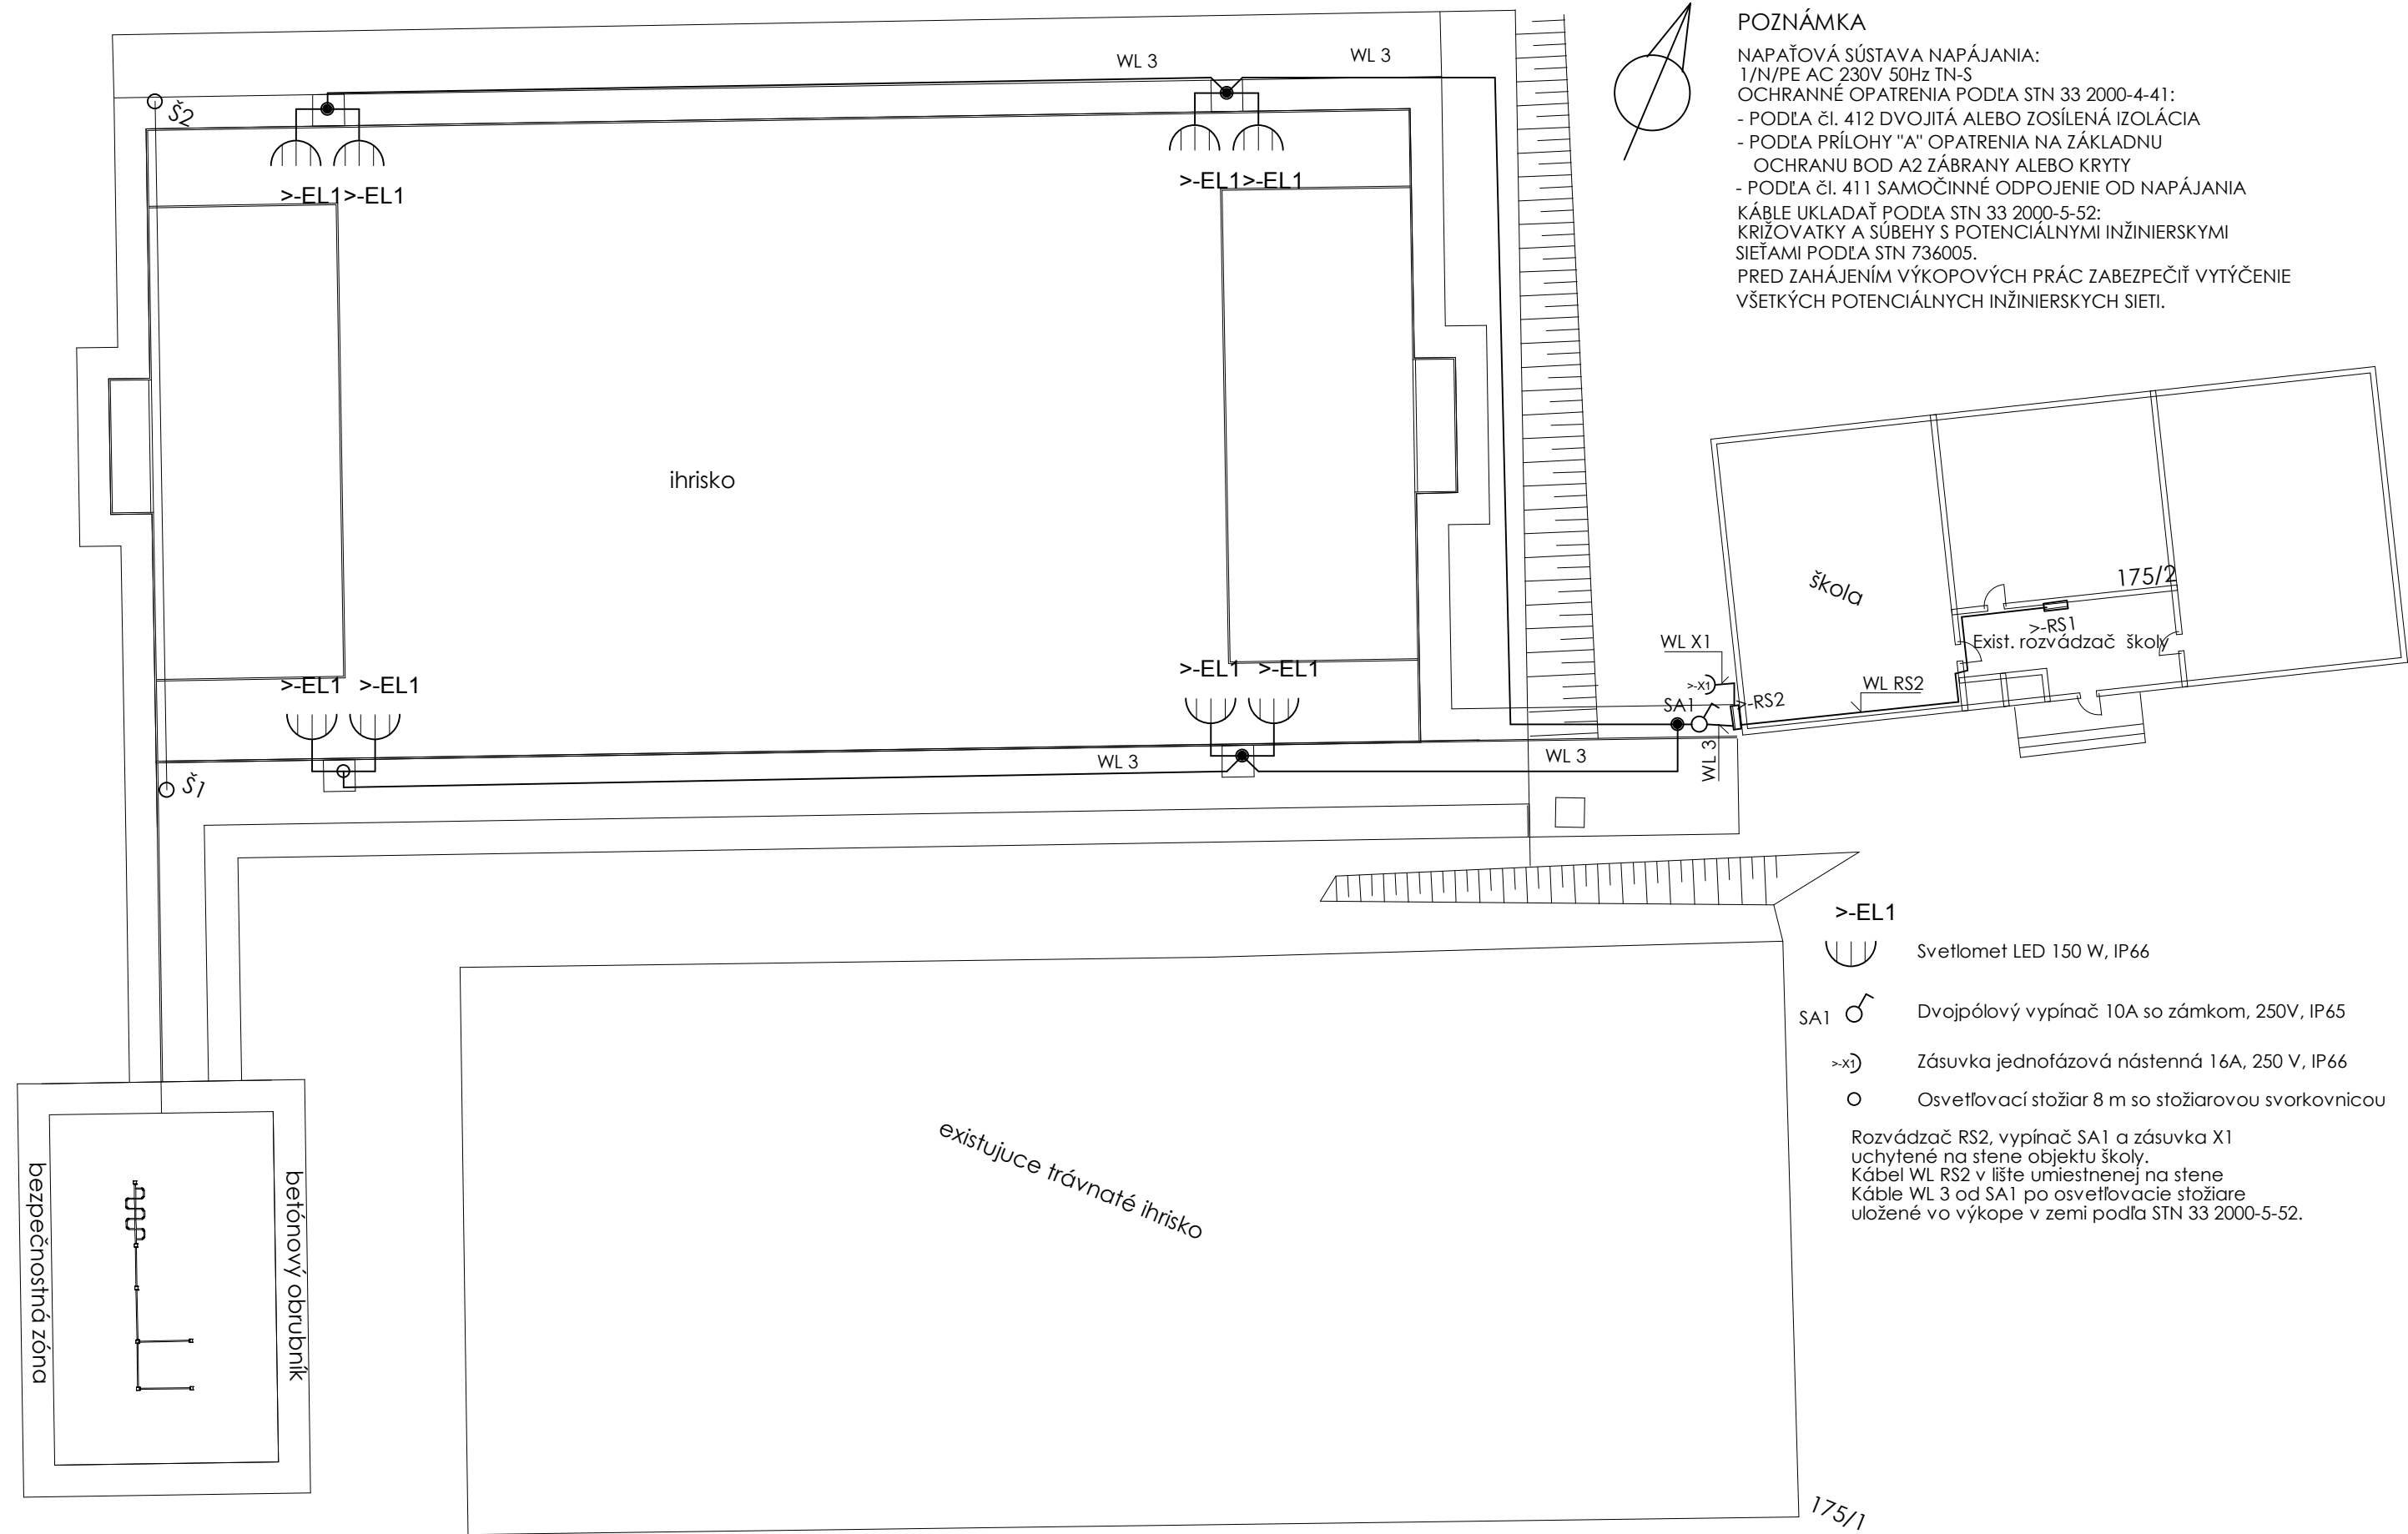 POZNÁMKA
NAPAŤOVÁ SÚSTAVA NAPÁJANIA:
1/N/PE AC 230V 50Hz TN-S
OCHRANNÉ OPATRENIA PODĽA STN 33 2000-4-41:
- PODĽA čl. 412 DVOJITÁ ALEBO ZOSÍLENÁ IZOLÁCIA
- PODĽA PRÍLOHY "A" OPATRENIA NA ZÁKLADNU
OCHRANU BOD A2 ZÁBRANY ALEBO KRYTY
- PODĽA čl. 411 SAMOČINNÉ ODPOJENIE OD NAPÁJANIA
KÁBLE UKLADAŤ PODĽA STN 33 2000-5-52:
KRIŽOVATKY A SÚBEHY S POTENCIÁLNYMI INŽINIERSKYMI
SIEŤAMI PODĽA STN 736005.
PRED ZAHÁJENÍM VÝKOPOVÝCH PRÁC ZABEZPEČIŤ VYTÝČENIE
VŠETKÝCH POTENCIÁLNYCH INŽINIERSKYCH SIETI.
WL 3
WL 3
Š2
>-EL1
>-EL1
>-EL1
>-EL1
ihrisko
škola
175/2
>-RS1
Exist. rozvádzač školy
WL X1
>-X1
SA1
>-RS2
WL RS2
>-EL1
>-EL1
>-EL1
>-EL1
WL 3
WL 3
WL 3
Š1
>-EL1
Svetlomet LED 150 W, IP66
SA1
Dvojpólový vypínač 10A so zámkom, 250V, IP65
>-X1
Zásuvka jednofázová nástenná 16A, 250 V, IP66
Osvetľovací stožiar 8 m so stožiarovou svorkovnicou
Rozvádzač RS2, vypínač SA1 a zásuvka X1
uchytené na stene objektu školy.
Kábel WL RS2 v lište umiestnenej na stene
Káble WL 3 od SA1 po osvetľovacie stožiare
uložené vo výkope v zemi podľa STN 33 2000-5-52.
existujuce trávnaté ihrisko
bezpečnostná zóna
betónový obrubník
175/1